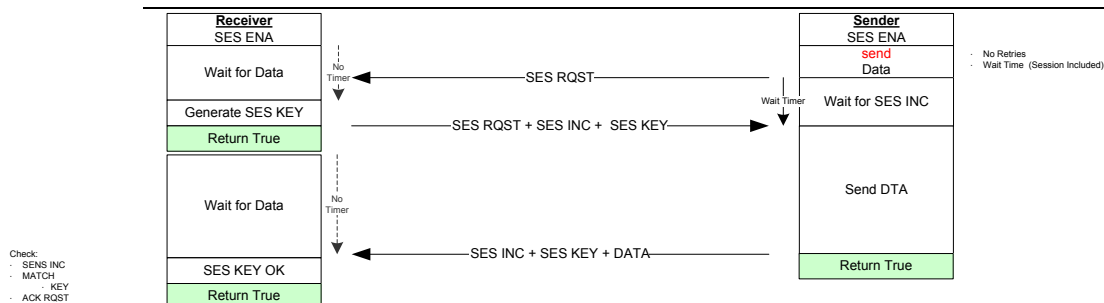 Receiver
SES ENA
Wait for Data
No
Timer
Generate SES KEY
Return True
Wait for Data
No
Timer
SES KEY OK
Return True
Check:
· SENS INC
· MATCH
· KEY
· ACK RQST
SES RQST
SES RQST + SES INC + SES KEY
SES INC + SES KEY + DATA
Wait Timer
Sender
SES ENA
send
Data
Wait for SES INC
Send DTA
Return True
· No Retries
· Wait Time (Session Included)